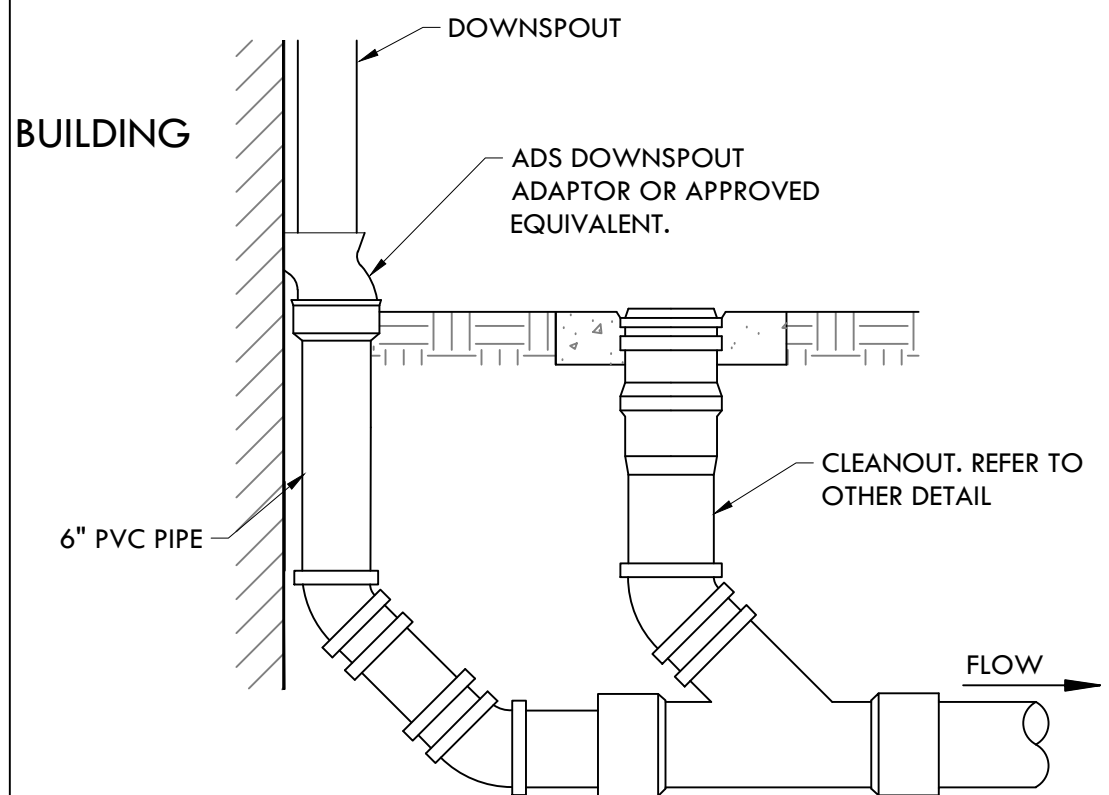 DOWNSPOUT
BUILDING
ADS DOWNSPOUT
ADAPTOR OR APPROVED
EQUIVALENT.
CLEANOUT. REFER TO
OTHER DETAIL
6" PVC PIPE
FLOW